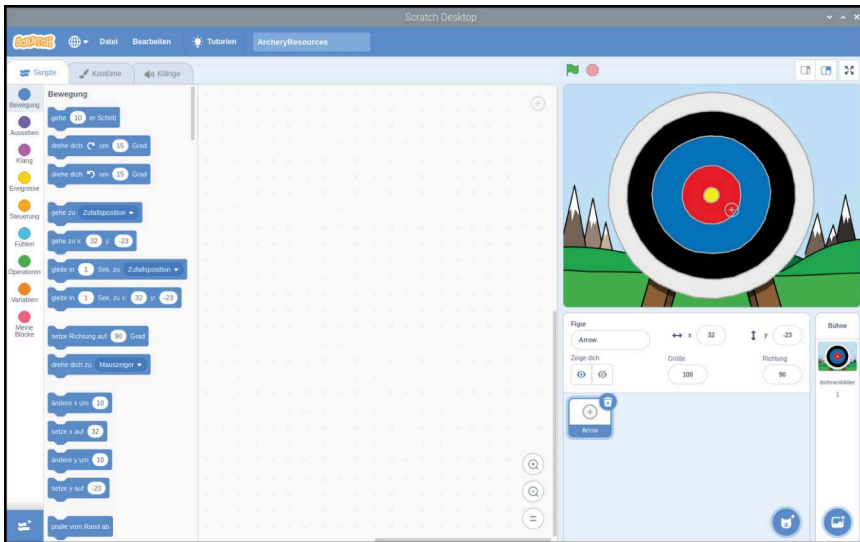 Scratch Desktop
SCRATCH Datei Bearbeiten Tutorien ArcheryResources
Skripte Kostüme Klänge
Bewegung
Aussehen
Klang
Ereignisse
Steuerung
Fühlen
Operatoren
Variablen
Meine
Blöcke
Bewegung
gehe 10 er Schritt
drehe dich um 15 Grad
drehe dich um 15 Grad
gehe zu Zufallsposition
gehe zu x: 32 y: -23
gleite in 1 Sek. zu Zufallsposition
gleite in 1 Sek. zu x: 32 y: -23
setze Richtung auf 90 Grad
drehe dich zu Mauszeiger
ändere x um 10
setze x auf 32
ändere y um 10
setze y auf -23
pralle vom Rand ab
Figur
Arrow x 32 y -23
Zeige dich Größe Richtung
100 90
Arrow
Bühne
Bühnenbilder
1